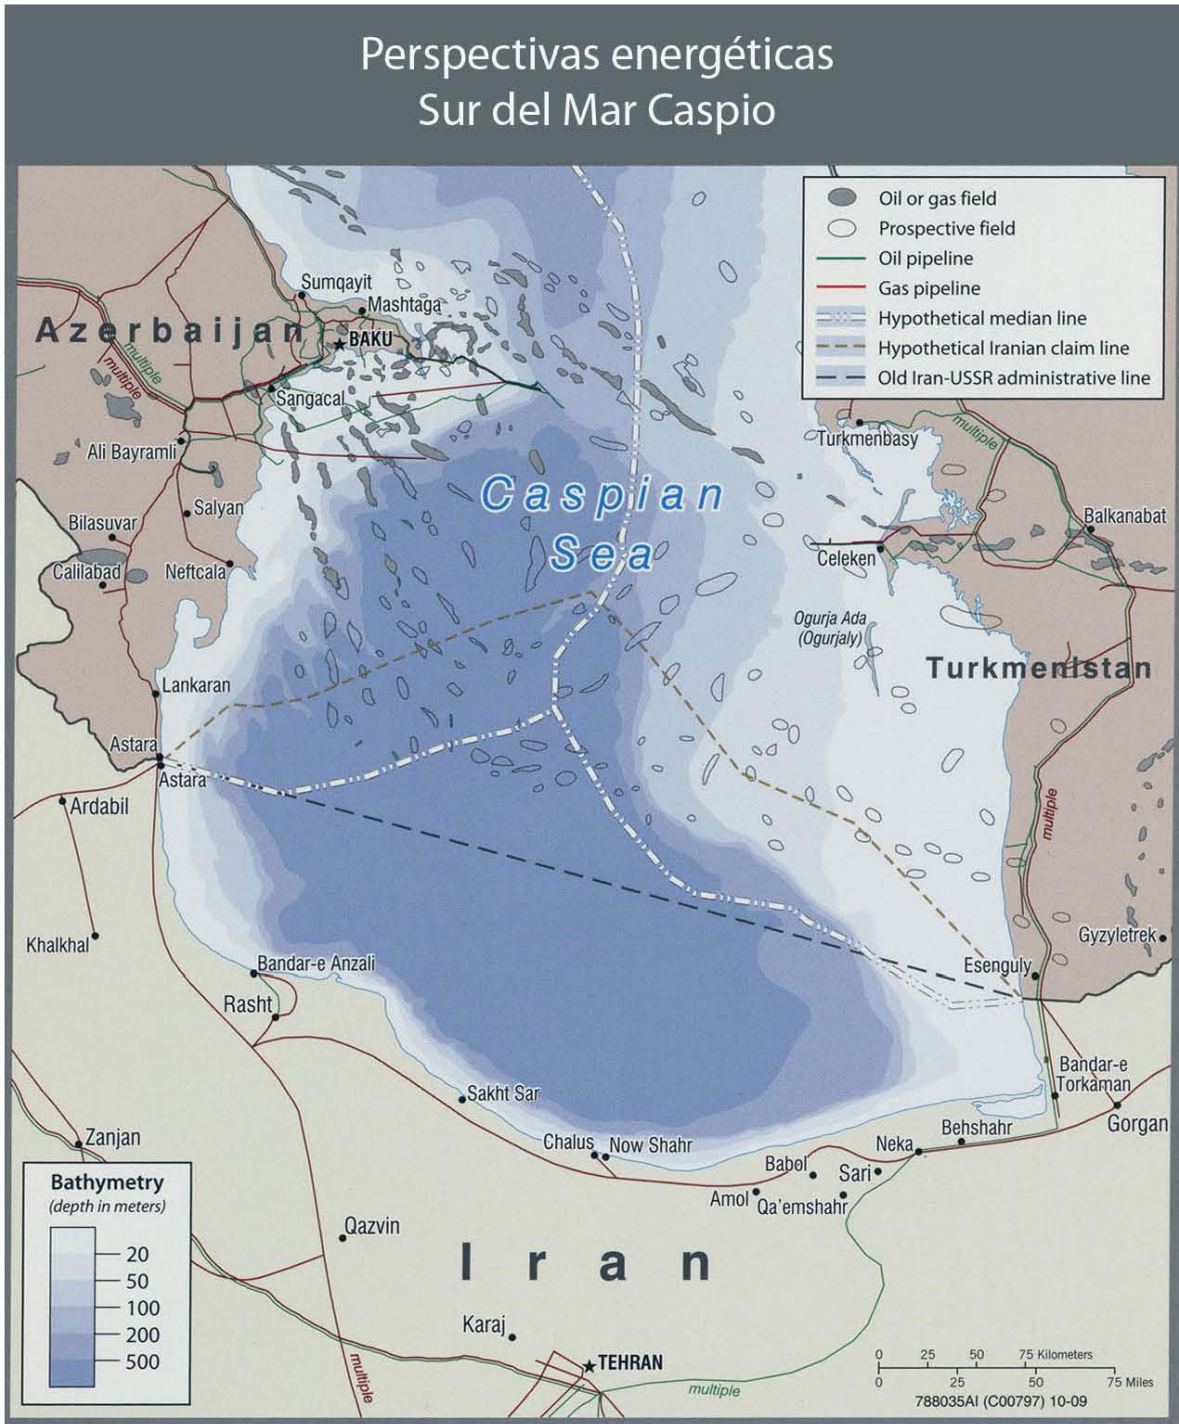 Perspectivas energéticas
Sur del Mar Caspio
Oil or gas field
Prospective field
Oil pipeline
Gas pipeline
Hypothetical median line
Hypothetical Iranian claim line
Old Iran-USSR administrative line
Sumqayit
Mashtaga
Azerbaijan
BAKU
multiple
multiple
Sangacal
Turkmenbasy
multiple
Ali Bayramli
Caspian
Sea
Salyan
Bilasuvar
Balkanabat
Calilabad
Neftcala
Celeken
Ogurja Ada
(Ogurjaly)
Turkmenistan
Lankaran
Astara
Astara
Ardabil
multiple
Khalkhal
Gyzyletrek
Bandar-e Anzali
Esenguly
Rasht
Bandar-e
Torkaman
Sakht Sar
Gorgan
Behshahr
Zanjan
Chalus
Now Shahr
Neka
Babol
Sari
Amol
Qa'emshahr
Bathymetry
(depth in meters)
20
50
100
200
500
Qazvin
Iran
Karaj
TEHRAN
multiple
multiple
0 25 50 75 Kilometers
0 25 50 75 Miles
788035AI (C00797) 10-09